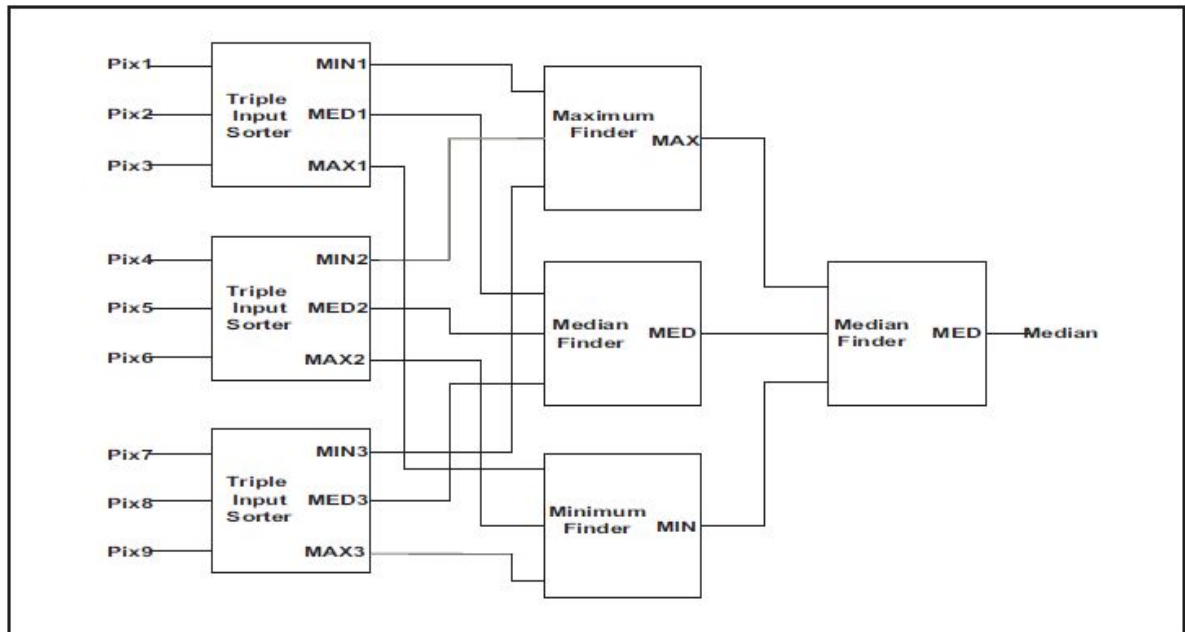 Pix1
Pix2
Pix3
Triple
Input
Sorter
MIN1
MED1
MAX1
Pix4
Pix5
Pix6
Triple
Input
Sorter
MIN2
MED2
MAX2
Pix7
Pix8
Pix9
Triple
Input
Sorter
MIN3
MED3
MAX3
Maximum
Finder
MAX
Median
Finder
MED
Minimum
Finder
MIN
Median
Finder
MED
Median